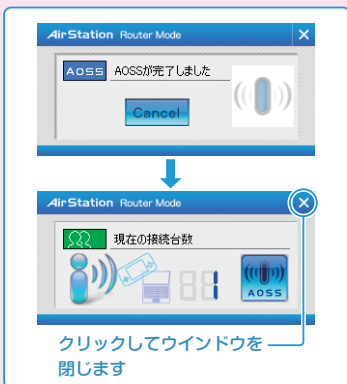 AirStation Router Mode
AOSS AOSSが完了しました
Cancel
AirStation Router Mode
現在の接続台数
1
AOSS
クリックしてウインドウを
閉じます